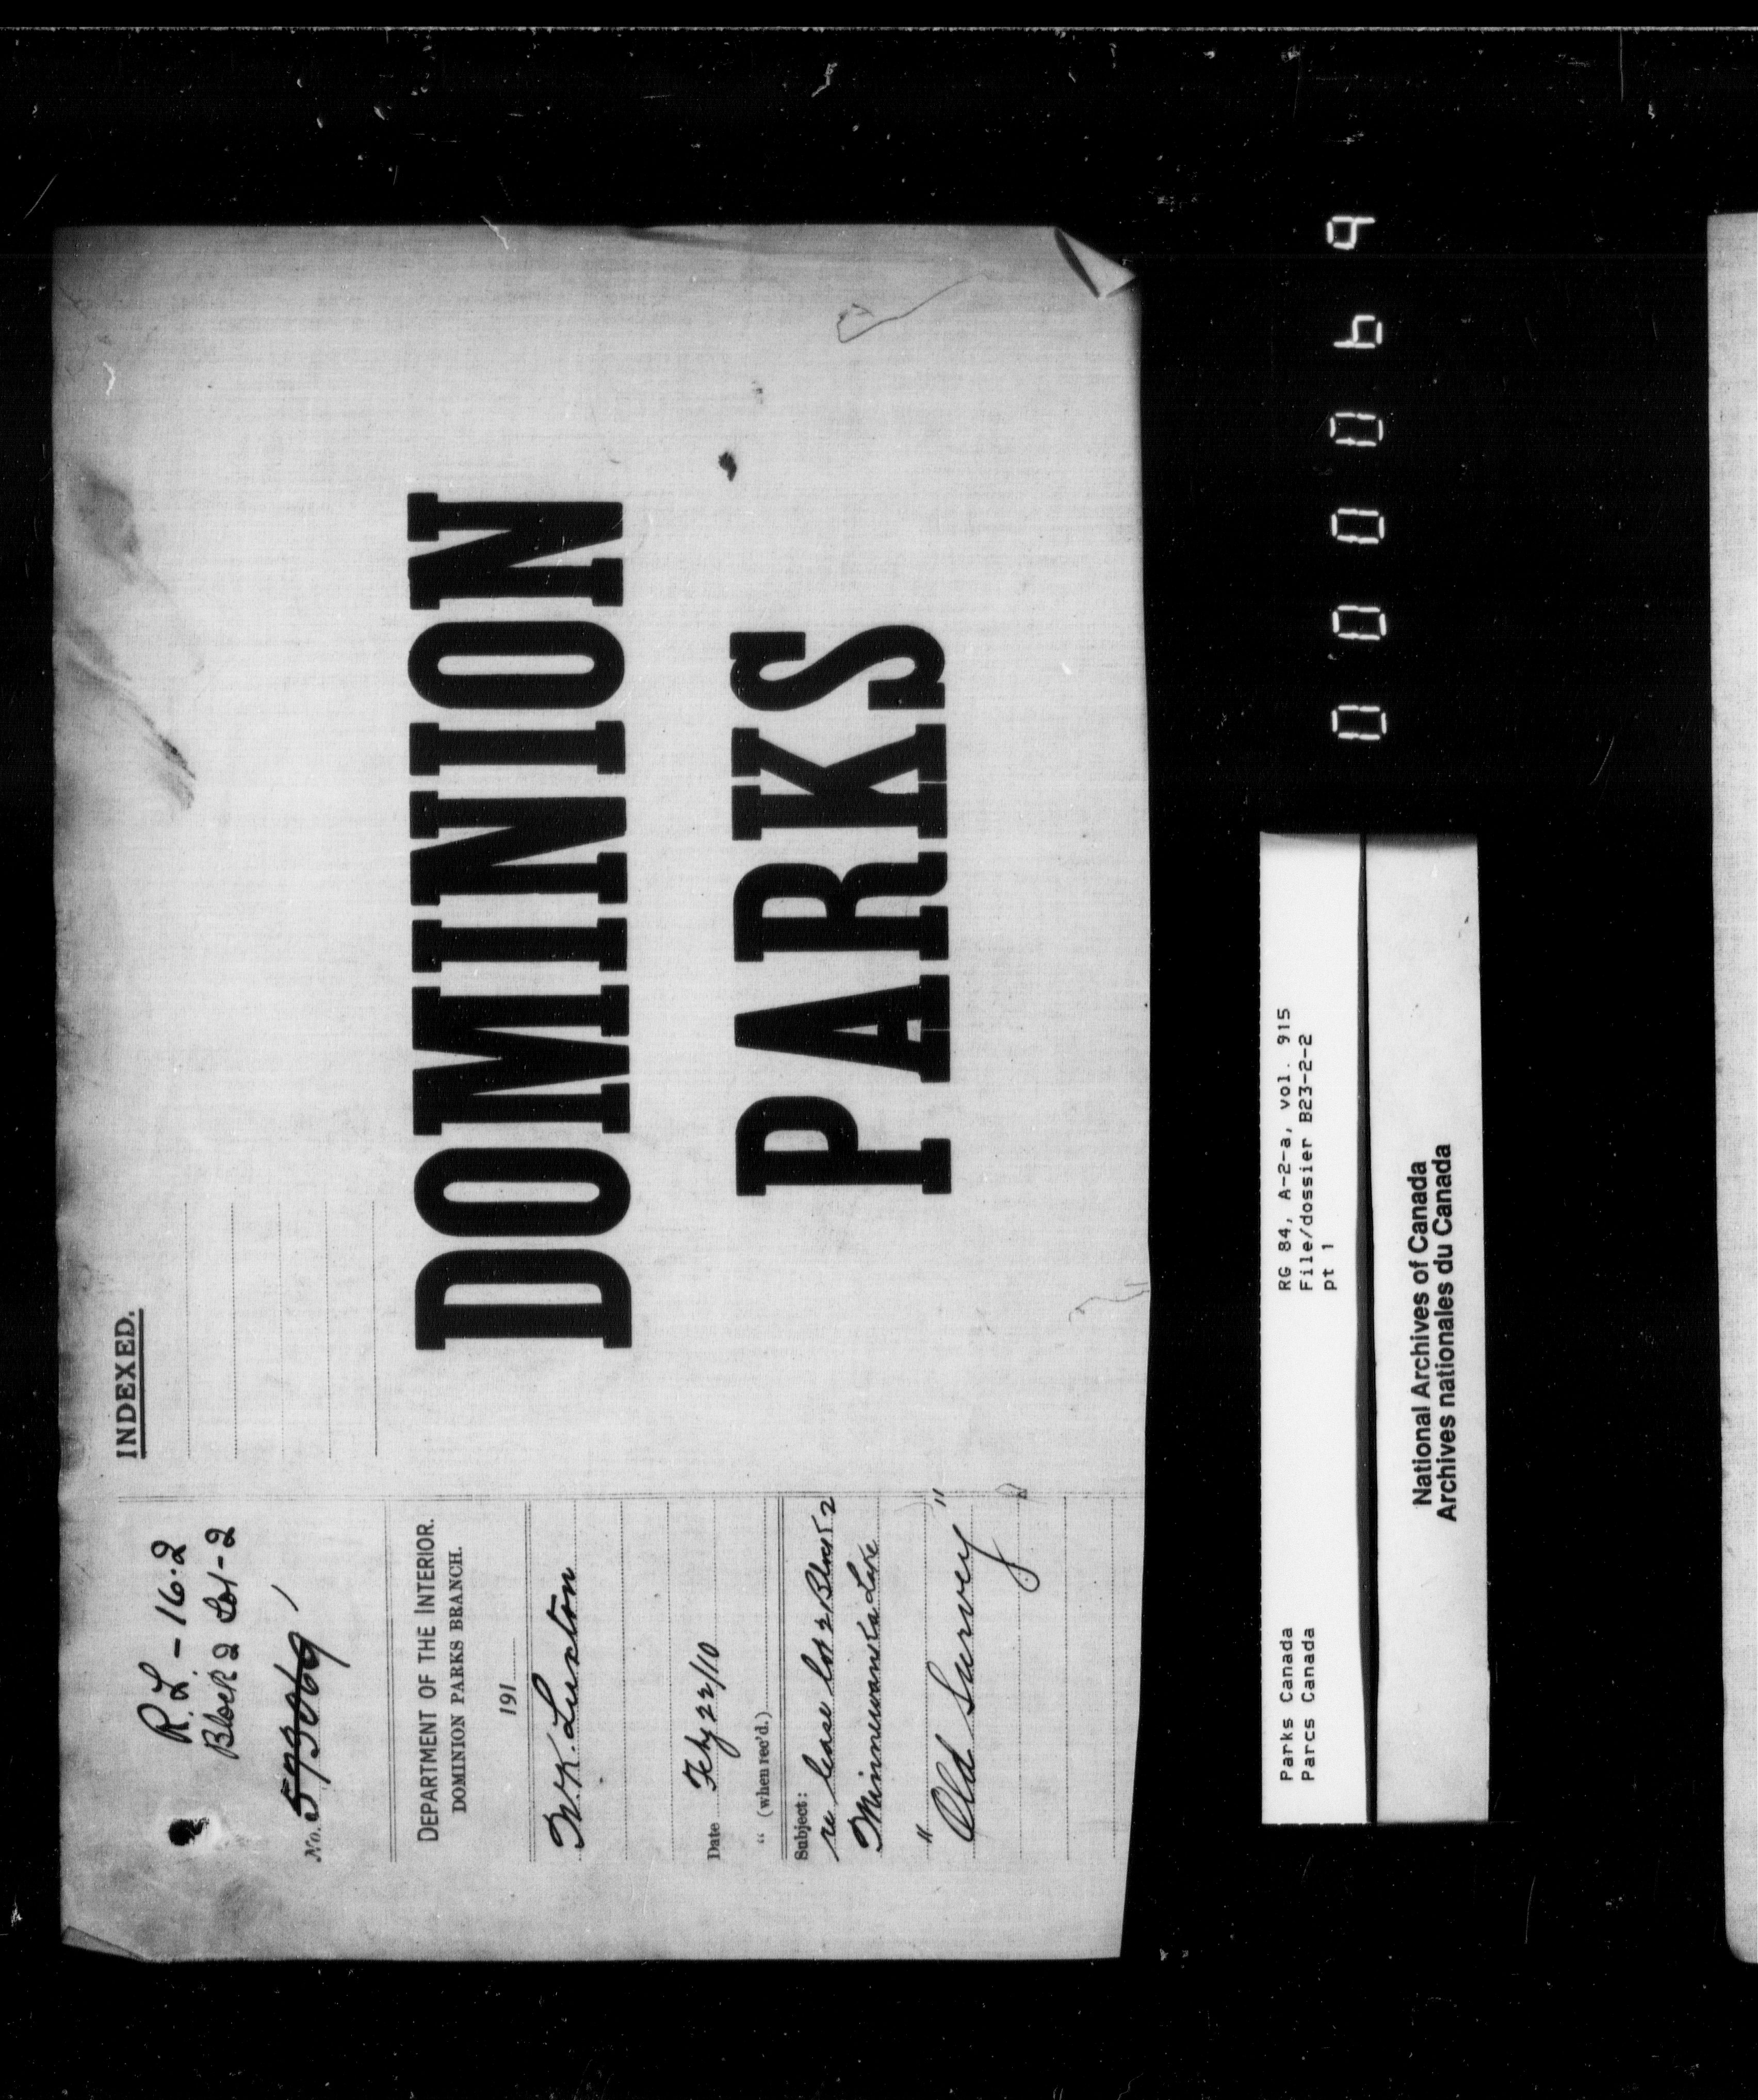 R.L. - 16-2
Block 2 Lot-2
No. 573069
DEPARTMENT OF THE INTERIOR.
DOMINION PARKS BRANCH.
191
N.K. Luxton
Date Feby 22/10
" (when rec'd.)
Subject:
re lease lot 2 Block 2
Minnewanka Lake
"Old Survey"
INDEXED.
DOMINION
PARKS
Parks Canada
Parcs Canada
RG 84, A-2-a, vol. 915
File/dossier B23-2-2
pt 1
National Archives of Canada
Archives nationales du Canada